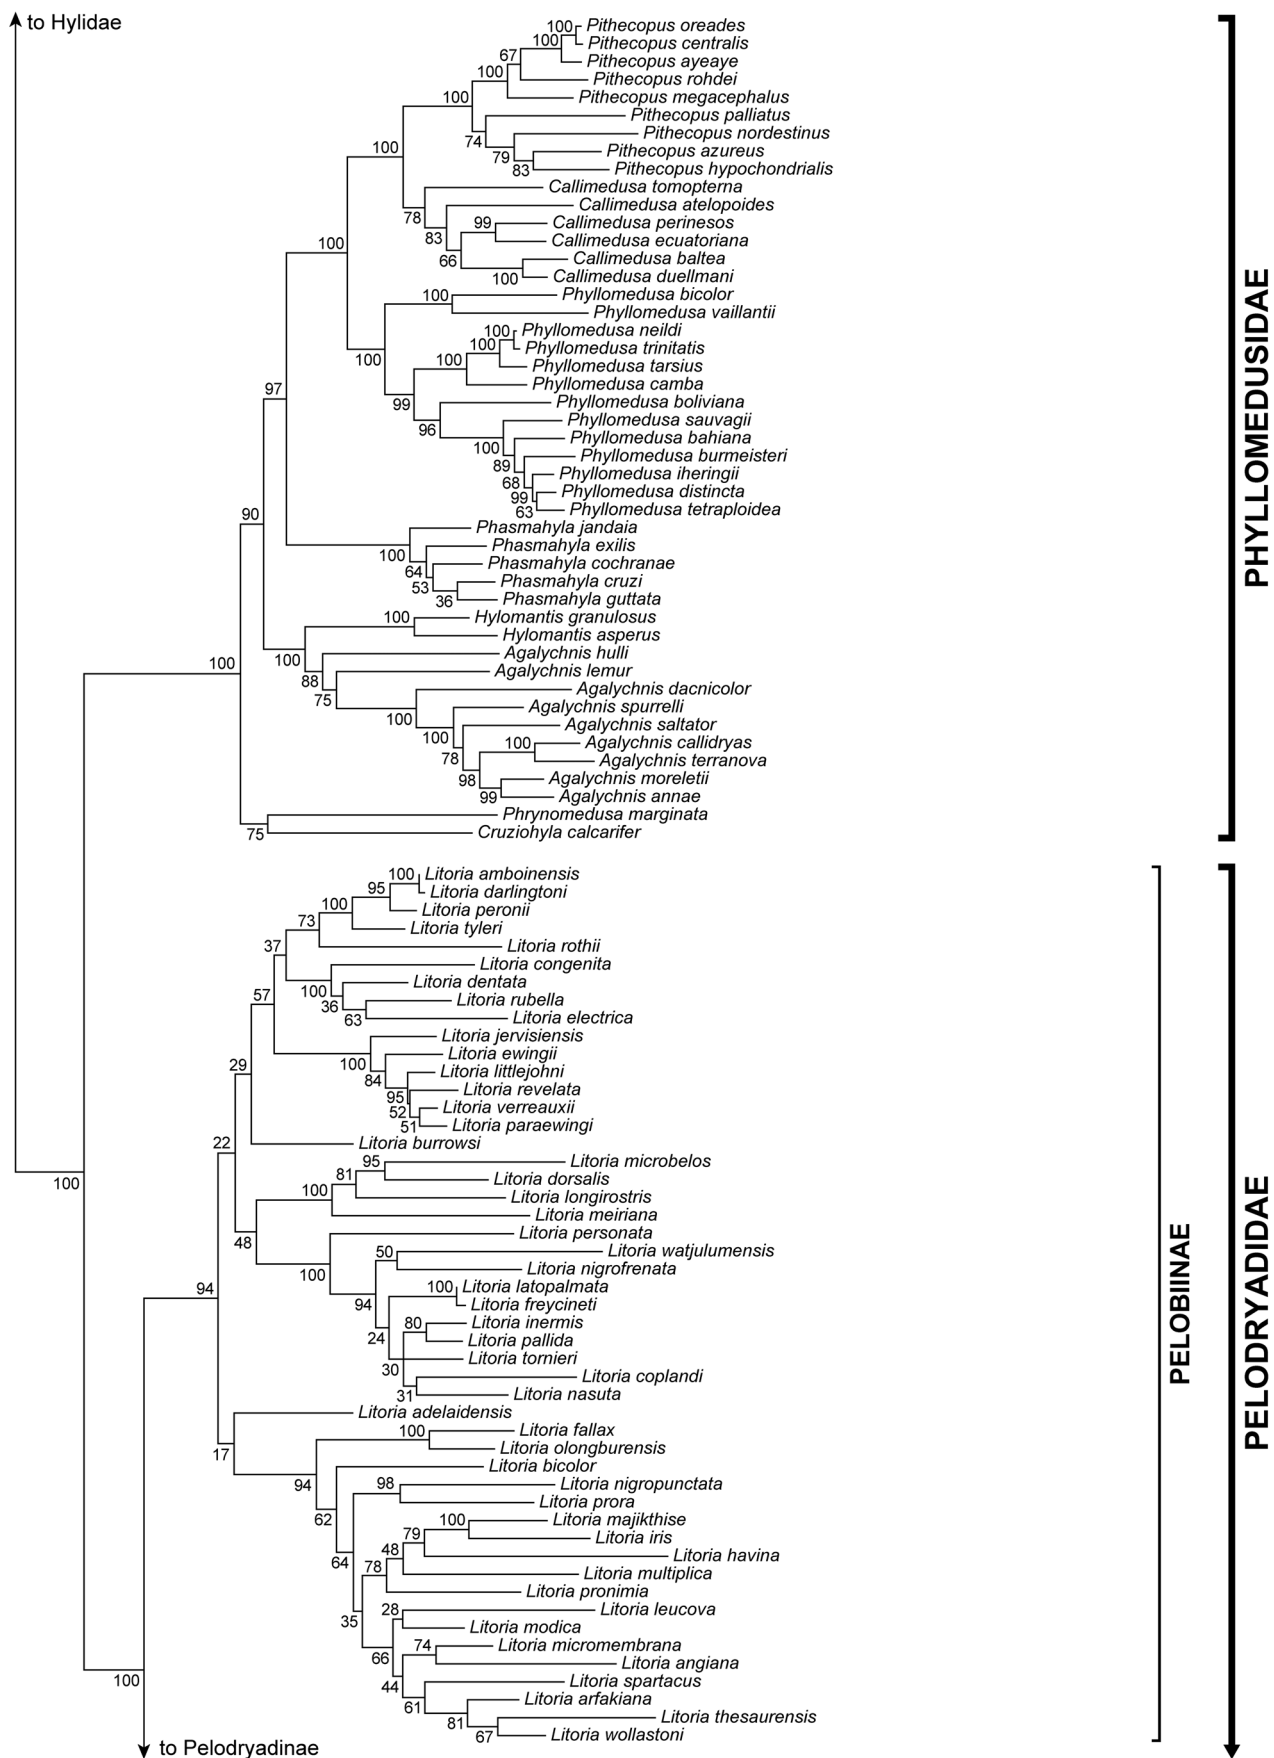 to Hylidae
100 Pithecopus oreades
100 Pithecopus centralis
67 Pithecopus ayeaye
100 Pithecopus rohdei
100 Pithecopus megacephalus
Pithecopus palliatus
74 Pithecopus nordestinus
79 Pithecopus azureus
83 Pithecopus hypochondrialis
100
Callimedusa tomopterna
78 Callimedusa atelopoides
83 99 Callimedusa perinesos
100 Callimedusa ecuatoriana
66 Callimedusa baltea
100 Callimedusa duellmani
100 Phyllomedusa bicolor
Phyllomedusa vaillantii
100 Phyllomedusa neildi
100 100 Phyllomedusa trinitatis
100 Phyllomedusa tarsius
Phyllomedusa camba
97 99 Phyllomedusa boliviana
96 Phyllomedusa sauvagii
100 Phyllomedusa bahiana
89 Phyllomedusa burmeisteri
68 Phyllomedusa iheringii
99 Phyllomedusa distincta
63 Phyllomedusa tetraploidea
90 Phasmahyla jandaia
100 Phasmahyla exilis
64 Phasmahyla cochranae
53 Phasmahyla cruzi
36 Phasmahyla guttata
100 Hylomantis granulosus
Hylomantis asperus
100 100 Agalychnis hulli
88 Agalychnis lemur
75 Agalychnis dacnicolor
100 Agalychnis spurrelli
100 Agalychnis saltator
78 100 Agalychnis callidryas
Agalychnis terranova
98 Agalychnis moreletii
99 Agalychnis annae
Phrynomedusa marginata
75 Cruziohyla calcarifer
PHYLLOMEDUSIDAE
100 Litoria amboinensis
95 Litoria darlingtoni
100 Litoria peronii
73 Litoria tyleri
37 Litoria rothii
Litoria congenita
57 100 Litoria dentata
36 Litoria rubella
63 Litoria electrica
Litoria jervisiensis
29 100 Litoria ewingii
84 Litoria littlejohni
95 Litoria revelata
52 Litoria verreauxii
51 Litoria paraewingi
22 Litoria burrowsi
95 Litoria microbelos
100 81 Litoria dorsalis
100 Litoria longirostris
Litoria meiriana
48 Litoria personata
50 Litoria watjulumensis
100 Litoria nigrofrenata
94 94 100 Litoria latopalmata
Litoria freycineti
24 80 Litoria inermis
Litoria pallida
30 Litoria tornieri
Litoria coplandi
31 Litoria nasuta
Litoria adelaidensis
17 100 Litoria fallax
Litoria olongburensis
94 Litoria bicolor
98 Litoria nigropunctata
62 Litoria prora
100 Litoria majikthise
79 Litoria iris
64 48 Litoria havina
78 Litoria multiplica
Litoria pronimia
35 28 Litoria leucova
Litoria modica
66 74 Litoria micromembrana
Litoria angiana
44 Litoria spartacus
100 61 Litoria arfakiana
81 Litoria thesaurensis
67 Litoria wollastoni
to Pelodryadinae
PELOBIINAE
PELODRYADIDAE